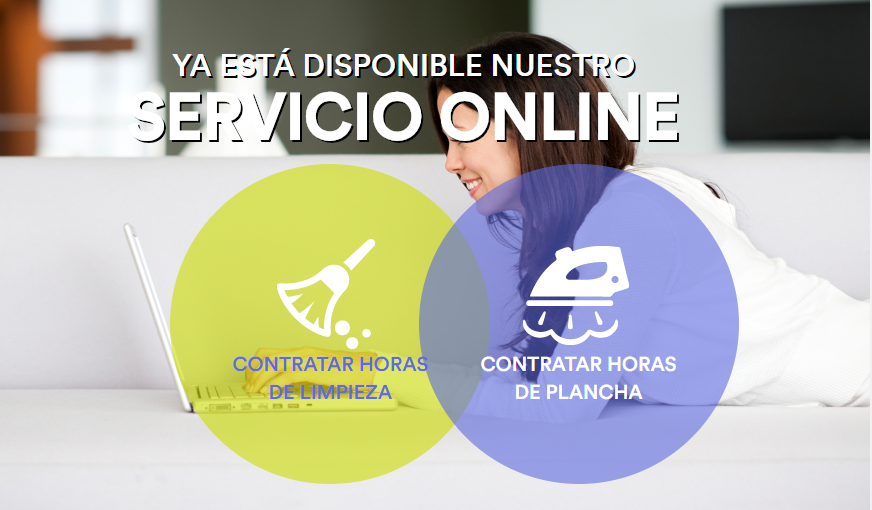 YA ESTÁ DISPONIBLE NUESTRO
SERVICIO ONLINE
CONTRATAR HORAS
DE LIMPIEZA
CONTRATAR HORAS
DE PLANCHA